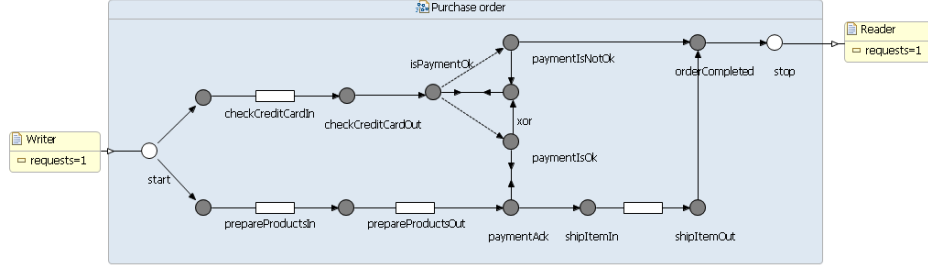 Purchase order
Reader
requests=1
isPaymentOk
paymentIsNotOk
orderCompleted
stop
checkCreditCardIn
checkCreditCardOut
xor
Writer
requests=1
paymentIsOk
start
prepareProductsIn
prepareProductsOut
paymentAck
shipItemIn
shipItemOut